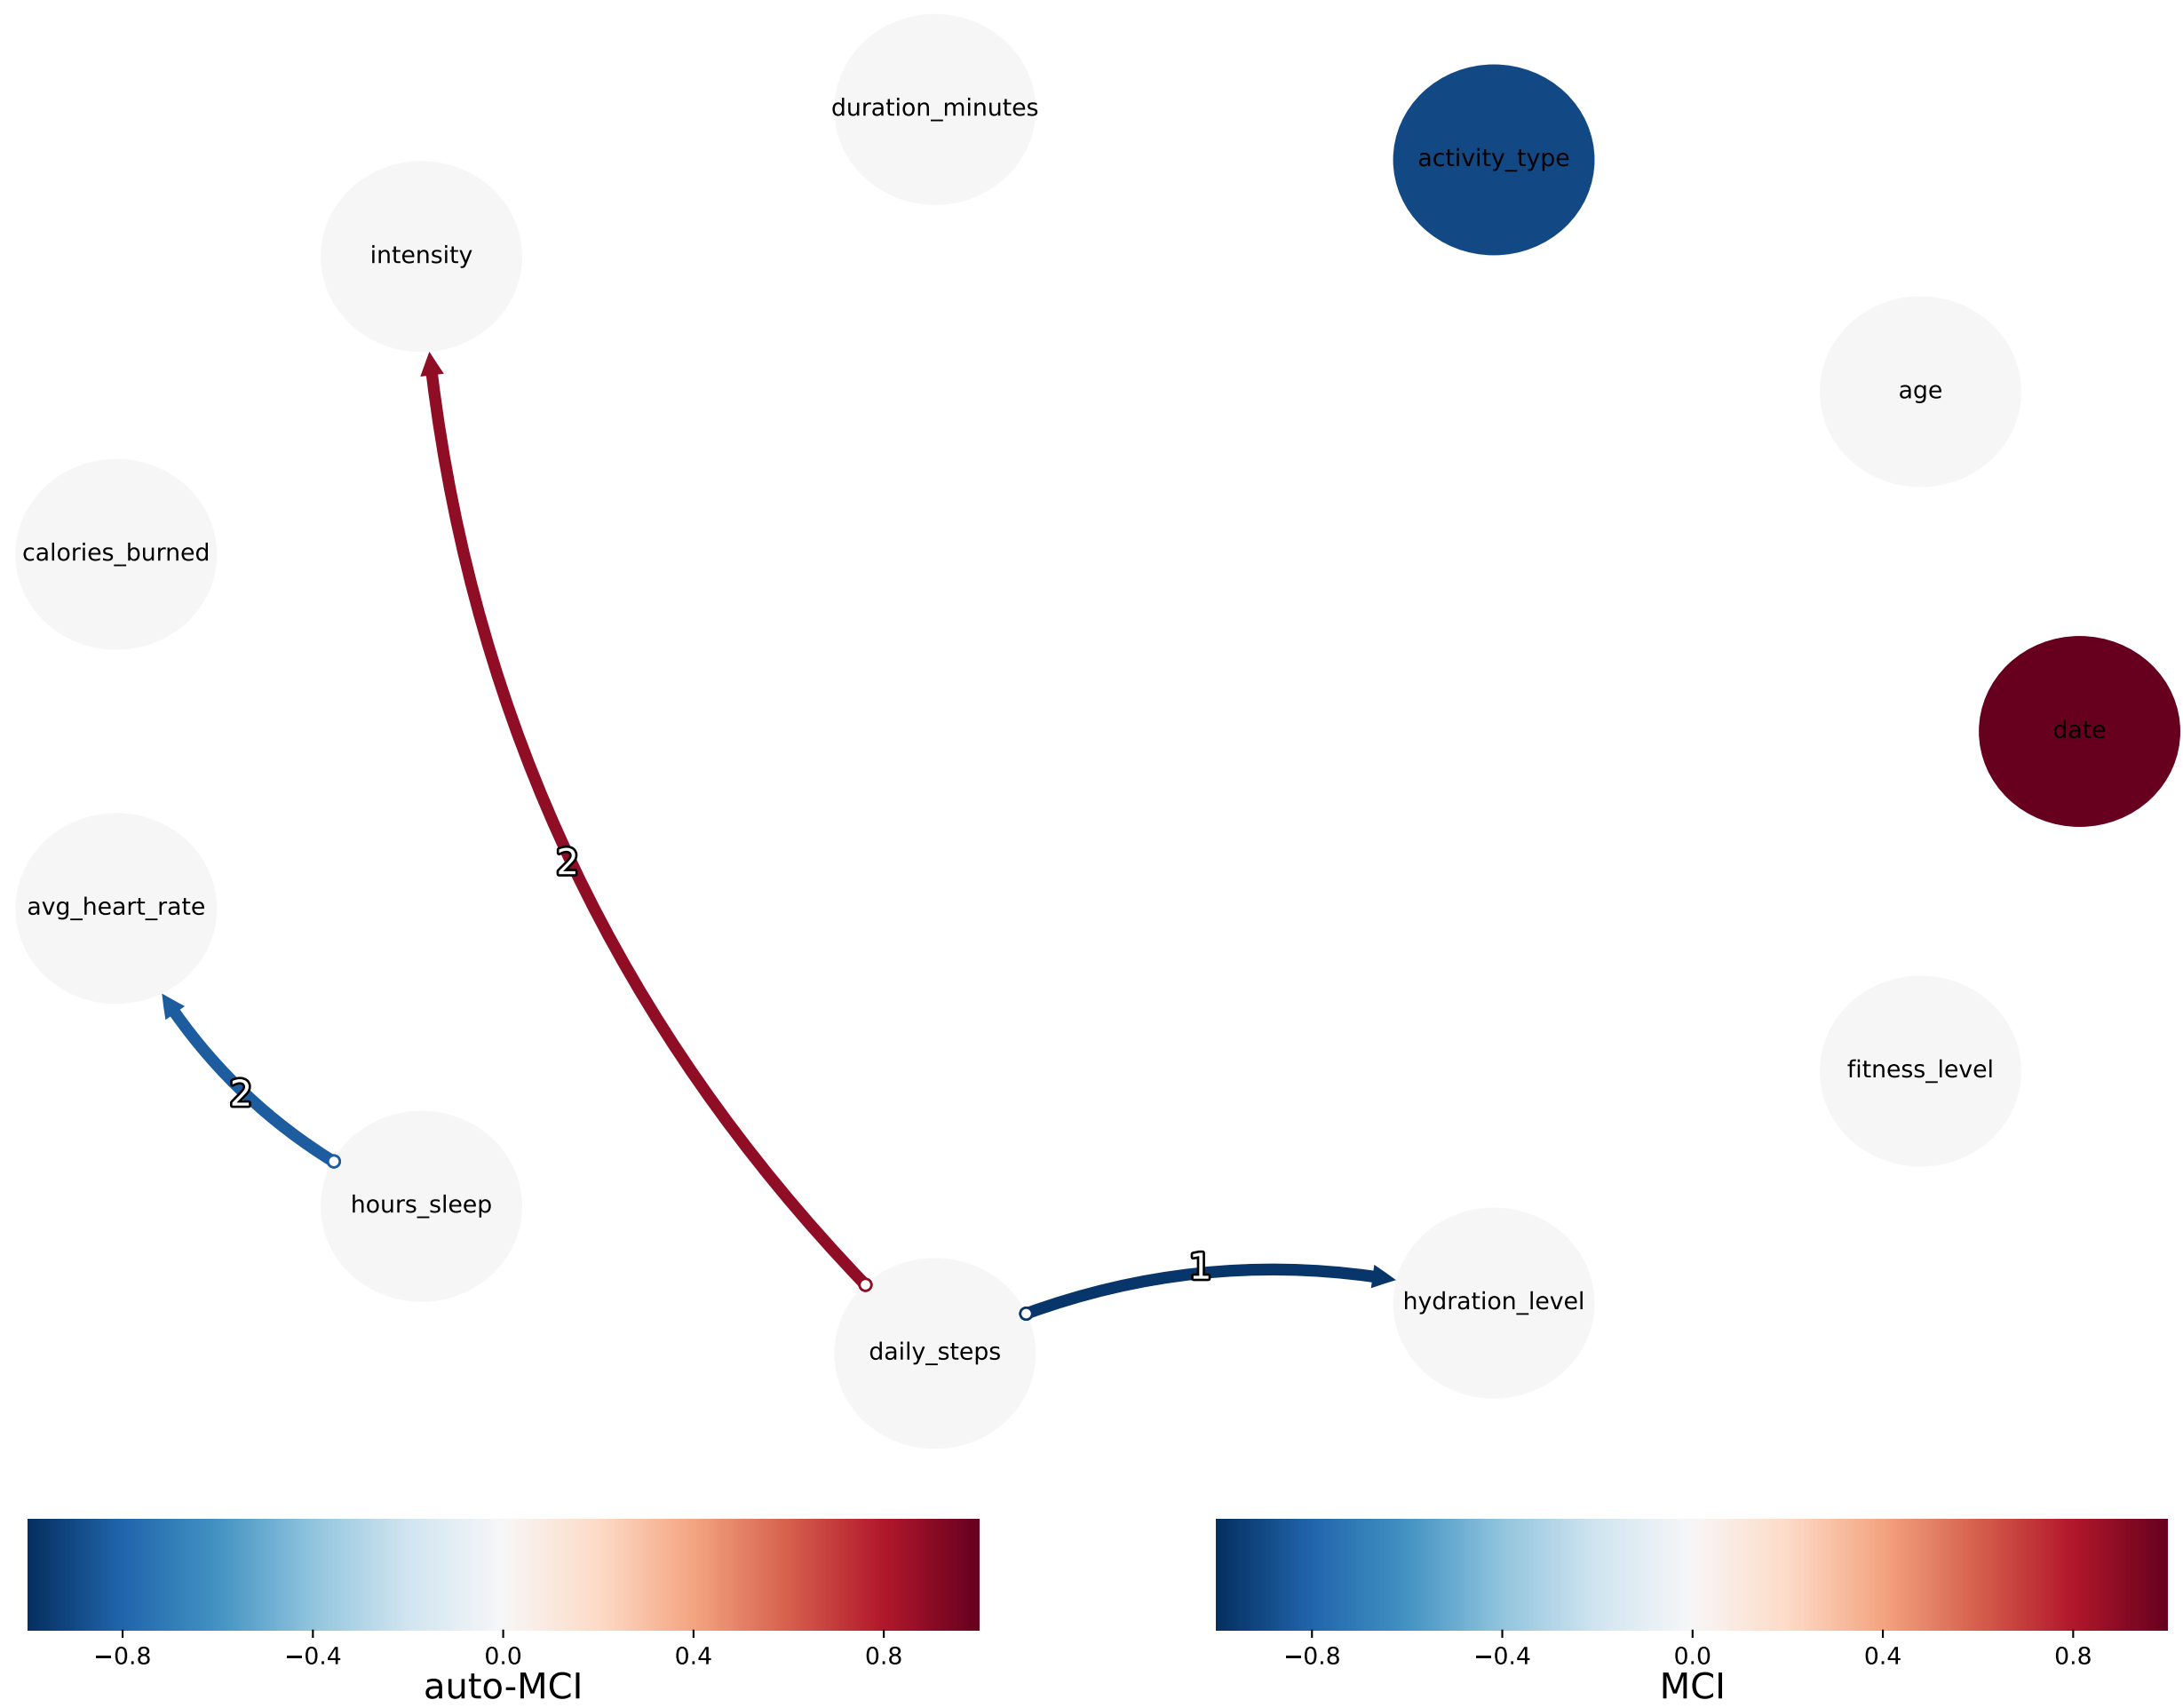 duration_minutes
activity_type
intensity
age
calories_burned
date
2
avg_heart_rate
fitness_level
2
hours_sleep
1
hydration_level
daily_steps
−0.8 −0.4 0.0 0.4 0.8
auto-MCI
−0.8 −0.4 0.0 0.4 0.8
MCI